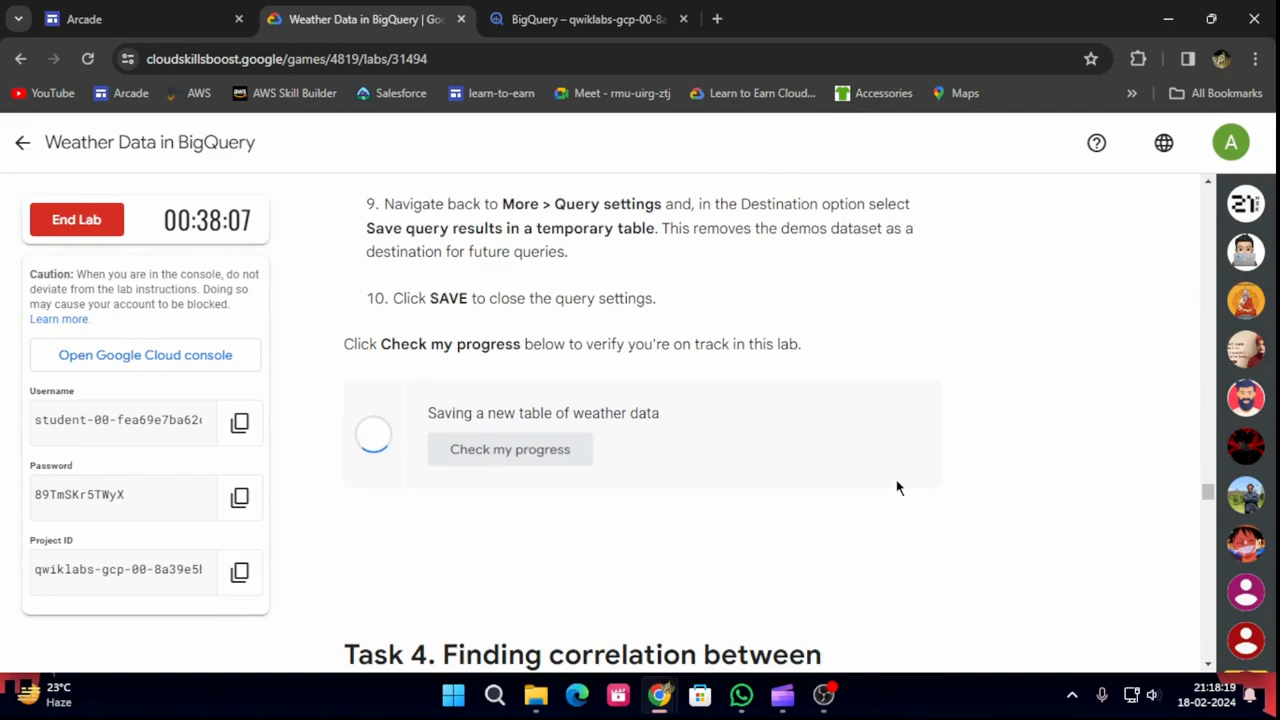 Arcade
Weather Data in BigQuery | Goo
BigQuery – qwiklabs-gcp-00-8a
cloudskillsboost.google/games/4819/labs/31494
YouTube
Arcade
AWS
AWS Skill Builder
Salesforce
learn-to-earn
Meet - rmu-uirg-ztj
Learn to Earn Cloud...
Accessories
Maps
All Bookmarks
Weather Data in BigQuery
A
End Lab
00:38:07
Caution: When you are in the console, do not
deviate from the lab instructions. Doing so
may cause your account to be blocked.
Learn more.
Open Google Cloud console
Username
student-00-fea69e7ba62
Password
89TmSKr5TWyX
Project ID
qwiklabs-gcp-00-8a39e5
9. Navigate back to More > Query settings and, in the Destination option select
Save query results in a temporary table. This removes the demos dataset as a
destination for future queries.
10. Click SAVE to close the query settings.
Click Check my progress below to verify you're on track in this lab.
Saving a new table of weather data
Check my progress
Task 4. Finding correlation between
21
23°C
Haze
21:18:19
18-02-2024